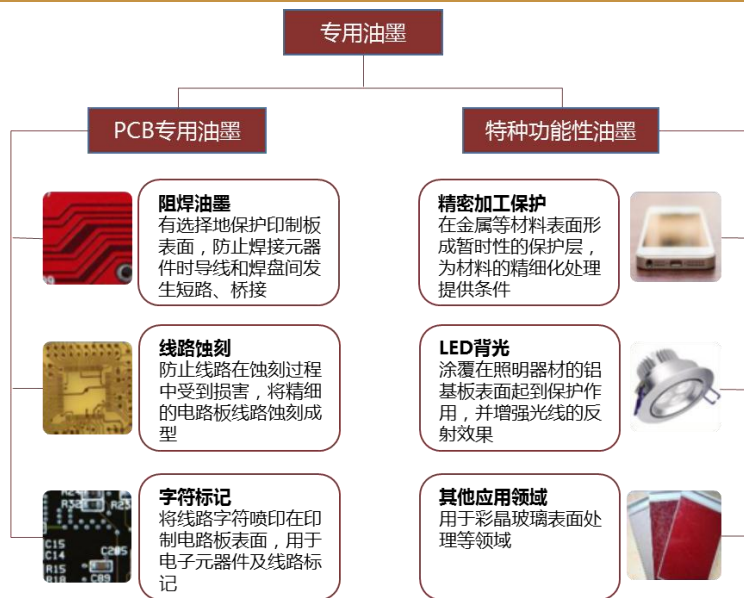 专用油墨
PCB专用油墨
特种功能性油墨
阻焊油墨
有选择地保护印制板
表面，防止焊接元器
件时导线和焊盘间发
生短路、桥接
精密加工保护
在金属等材料表面形
成暂时性的保护层，
为材料的精细化处理
提供条件
线路蚀刻
防止线路在蚀刻过程
中受到损害，将精细
的电路板线路蚀刻成
型
LED背光
涂覆在照明器材的铝
基板表面起到保护作
用，并增强光线的反
射效果
字符标记
将线路字符喷印在印
制电路板表面，用于
电子元器件及线路标
记
其他应用领域
用于彩晶玻璃表面处
理等领域
R32
R23
C15
C14
R15
R18
C205
C89